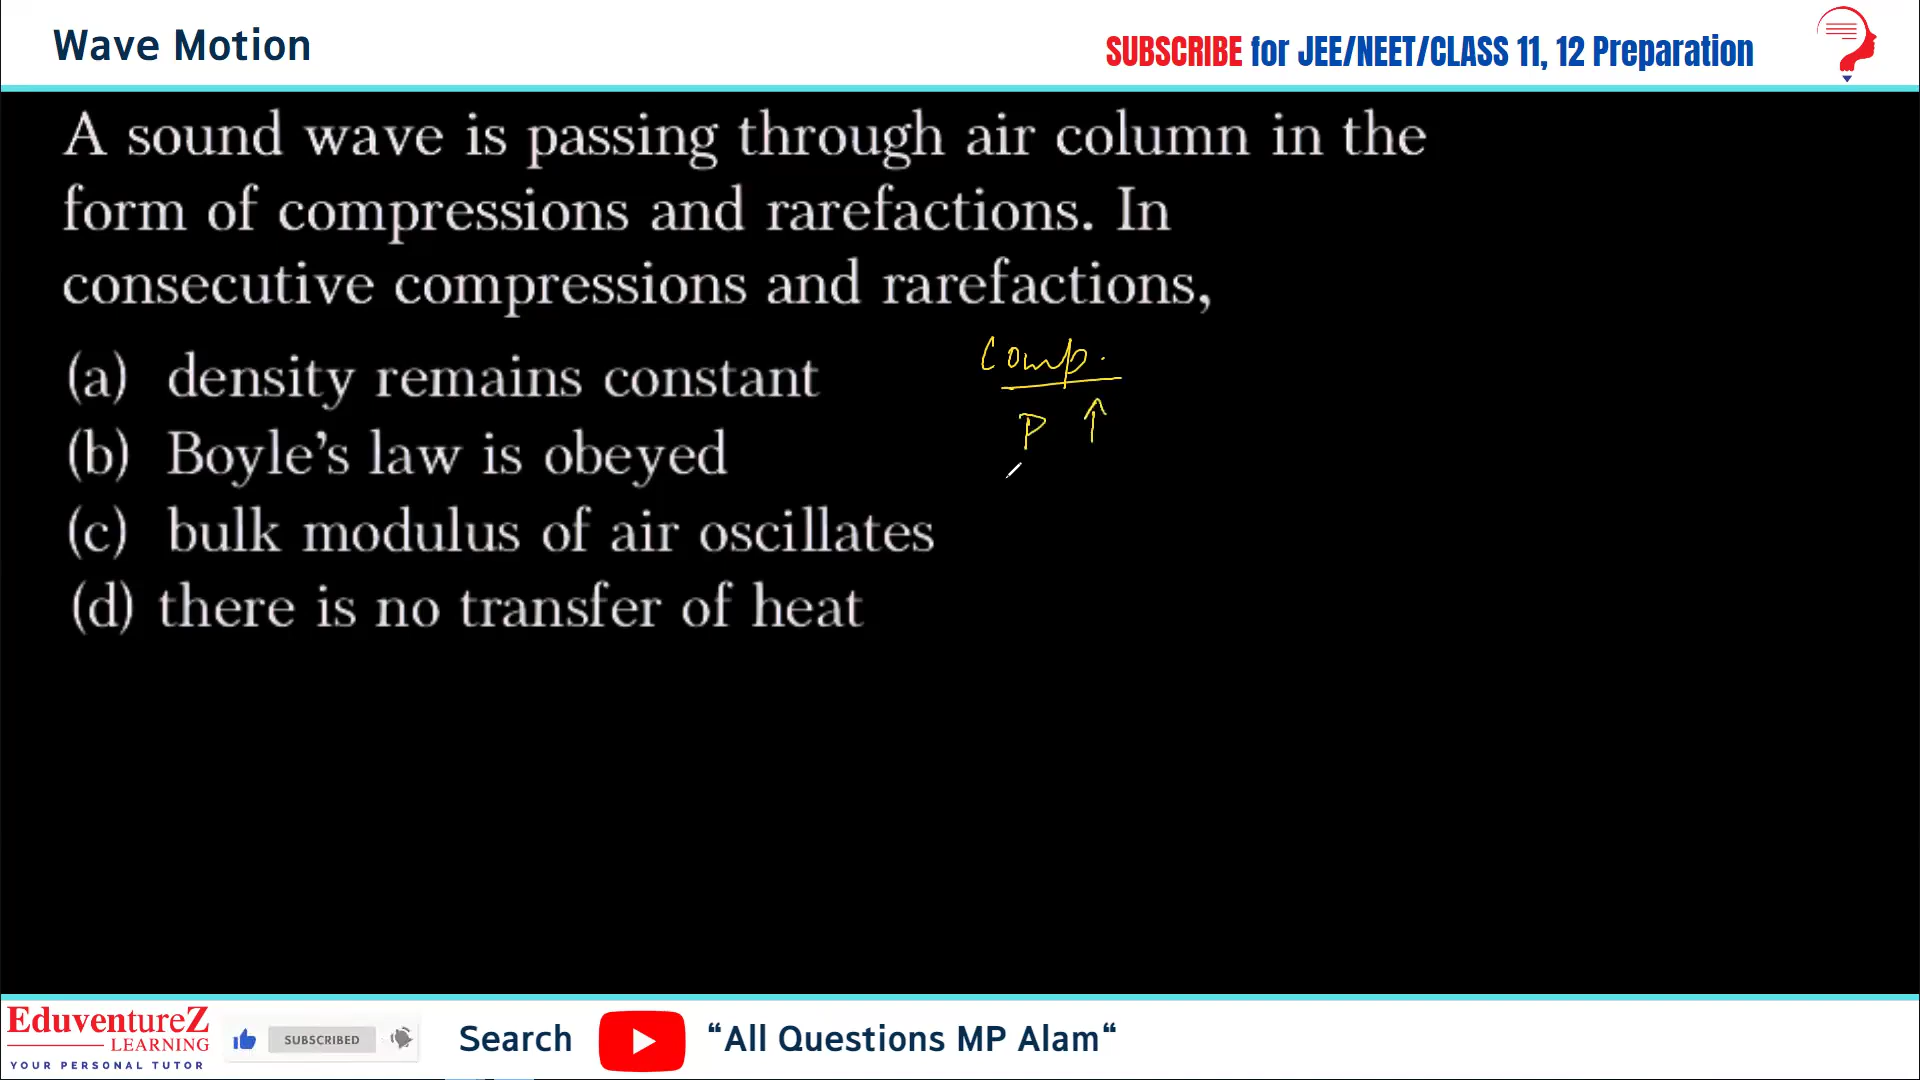 Wave Motion
SUBSCRIBE for JEE/NEET/CLASS 11, 12 Preparation
A sound wave is passing through air column in the
form of compressions and rarefactions. In
consecutive compressions and rarefactions,
(a) density remains constant
(b) Boyle’s law is obeyed
(c) bulk modulus of air oscillates
(d) there is no transfer of heat
Comp.
P ↑
EduventureZ
LEARNING
YOUR PERSONAL TUTOR
SUBSCRIBED
Search
“All Questions MP Alam“